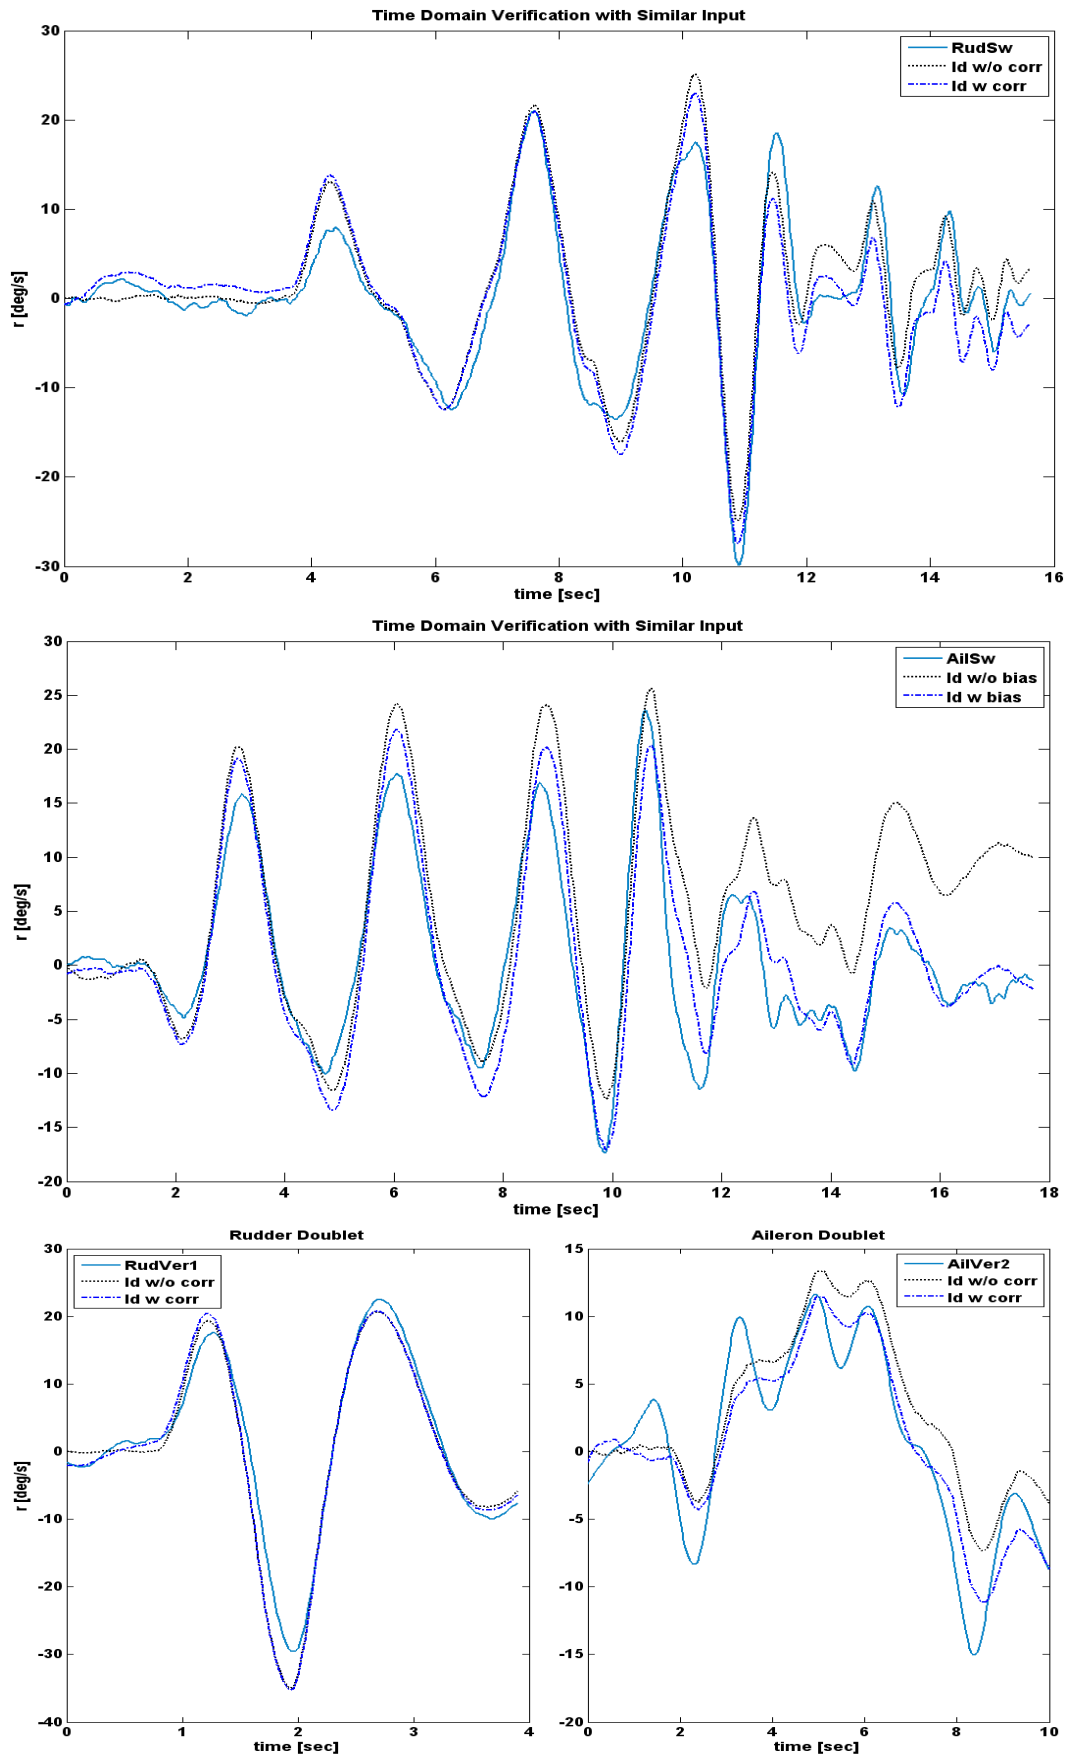 Time Domain Verification with Similar Input
30
20
10
0
-10
-20
-30
r [deg/s]
RudSw
Id w/o corr
Id w corr
0 2 4 6 8 10 12 14 16
time [sec]
Time Domain Verification with Similar Input
30
25
20
15
10
5
0
-5
-10
-15
-20
r [deg/s]
AilSw
Id w/o bias
Id w bias
0 2 4 6 8 10 12 14 16 18
time [sec]
Rudder Doublet
30
20
10
0
-10
-20
-30
-40
r [deg/s]
RudVer1
Id w/o corr
Id w corr
0 1 2 3 4
time [sec]
Aileron Doublet
15
10
5
0
-5
-10
-15
-20
AilVer2
Id w/o corr
Id w corr
0 2 4 6 8 10
time [sec]